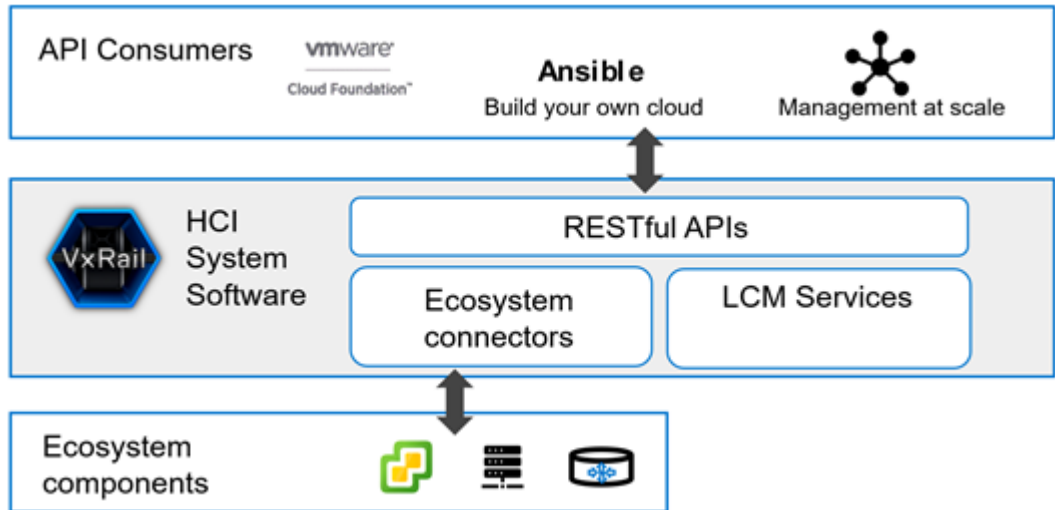 API Consumers
vmware®
Cloud Foundation™
Ansible
Build your own cloud
Management at scale
VxRail
HCI
System
Software
RESTful APIs
Ecosystem
connectors
LCM Services
Ecosystem
components